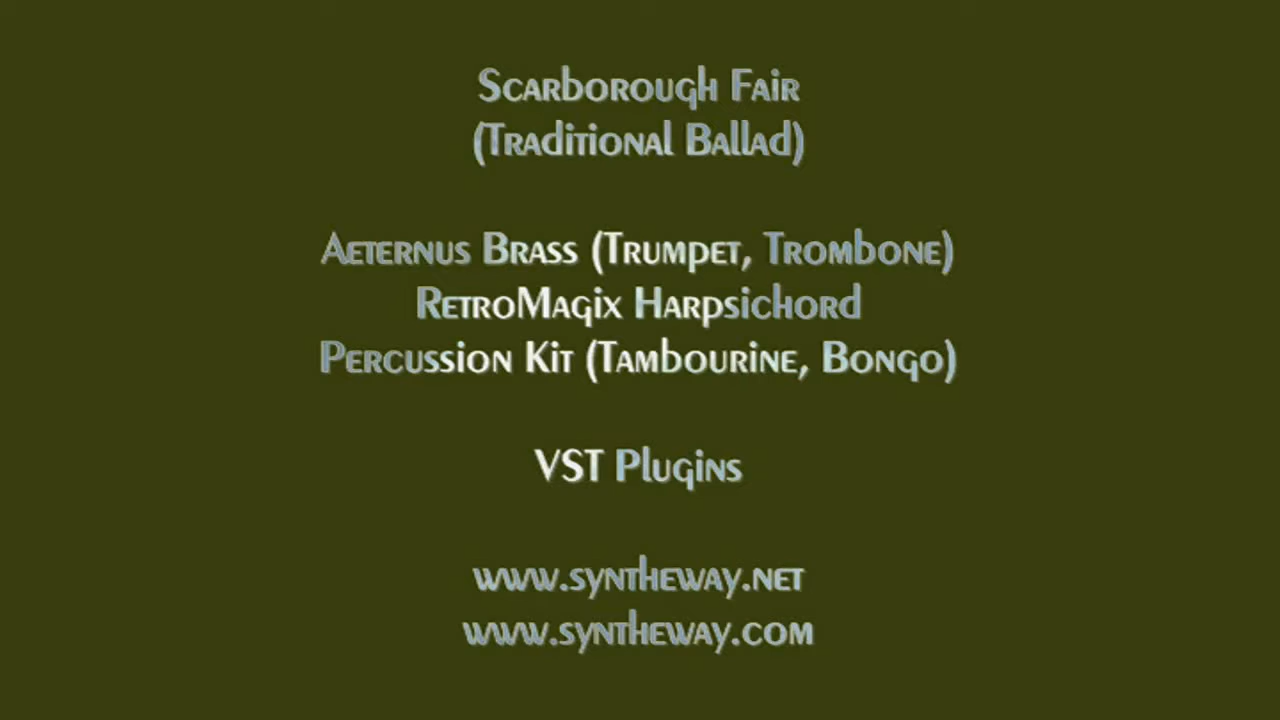 Scarborough Fair
(Traditional Ballad)
Aeternus Brass (Trumpet, Trombone)
RetroMagix Harpsichord
Percussion Kit (Tambourine, Bongo)
VST Plugins
www.syntheway.net
www.syntheway.com